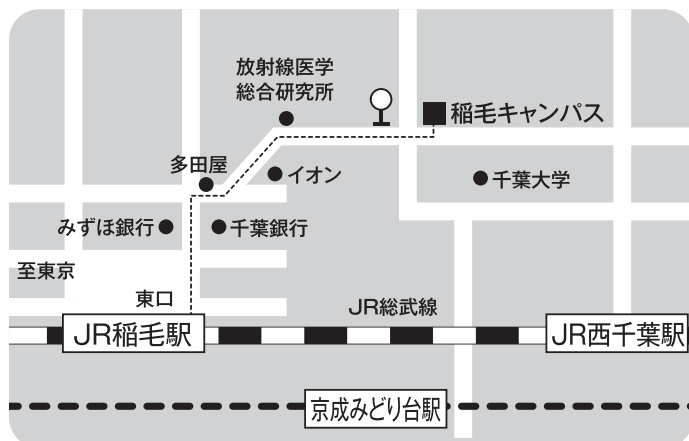 放射線医学
総合研究所
稲毛キャンパス
多田屋
イオン
千葉大学
みずほ銀行
千葉銀行
至東京
東口
JR総武線
JR稲毛駅
JR西千葉駅
京成みどり台駅